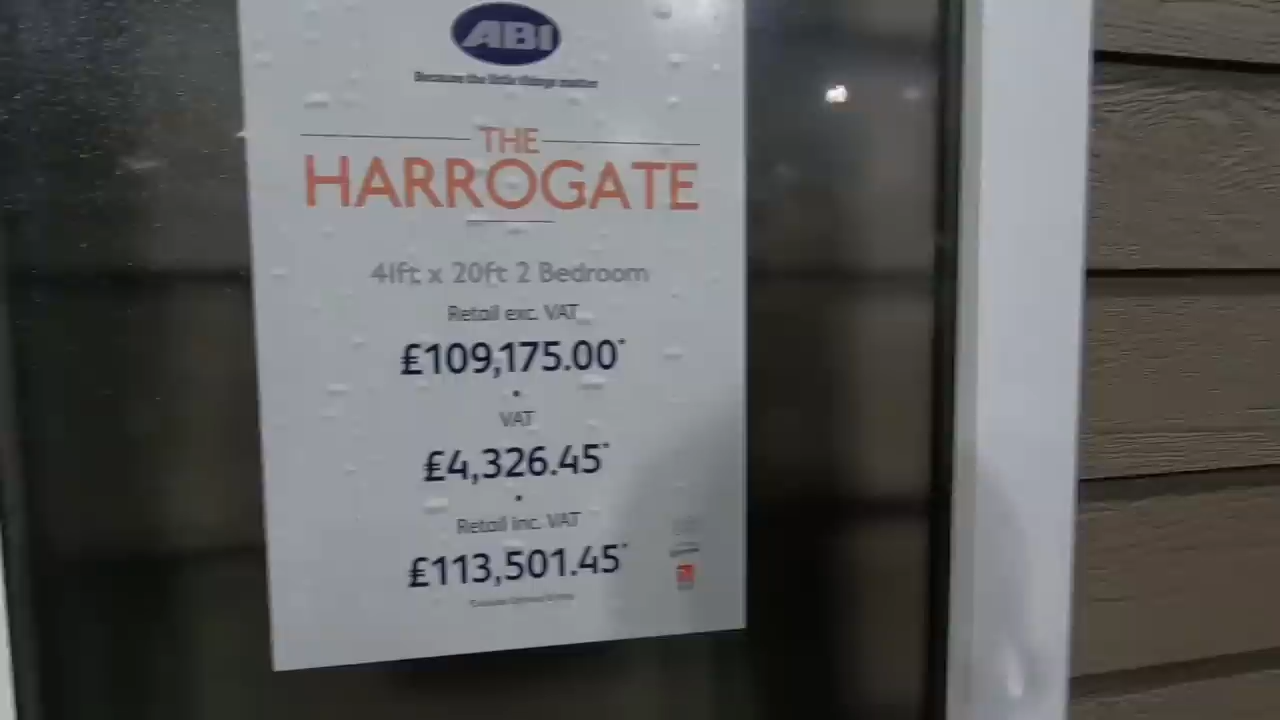 ABI
Because the little things matter
THE
HARROGATE
41ft x 20ft 2 Bedroom
Retail exc. VAT
£109,175.00*
•
VAT
£4,326.45*
•
Retail inc. VAT
£113,501.45*